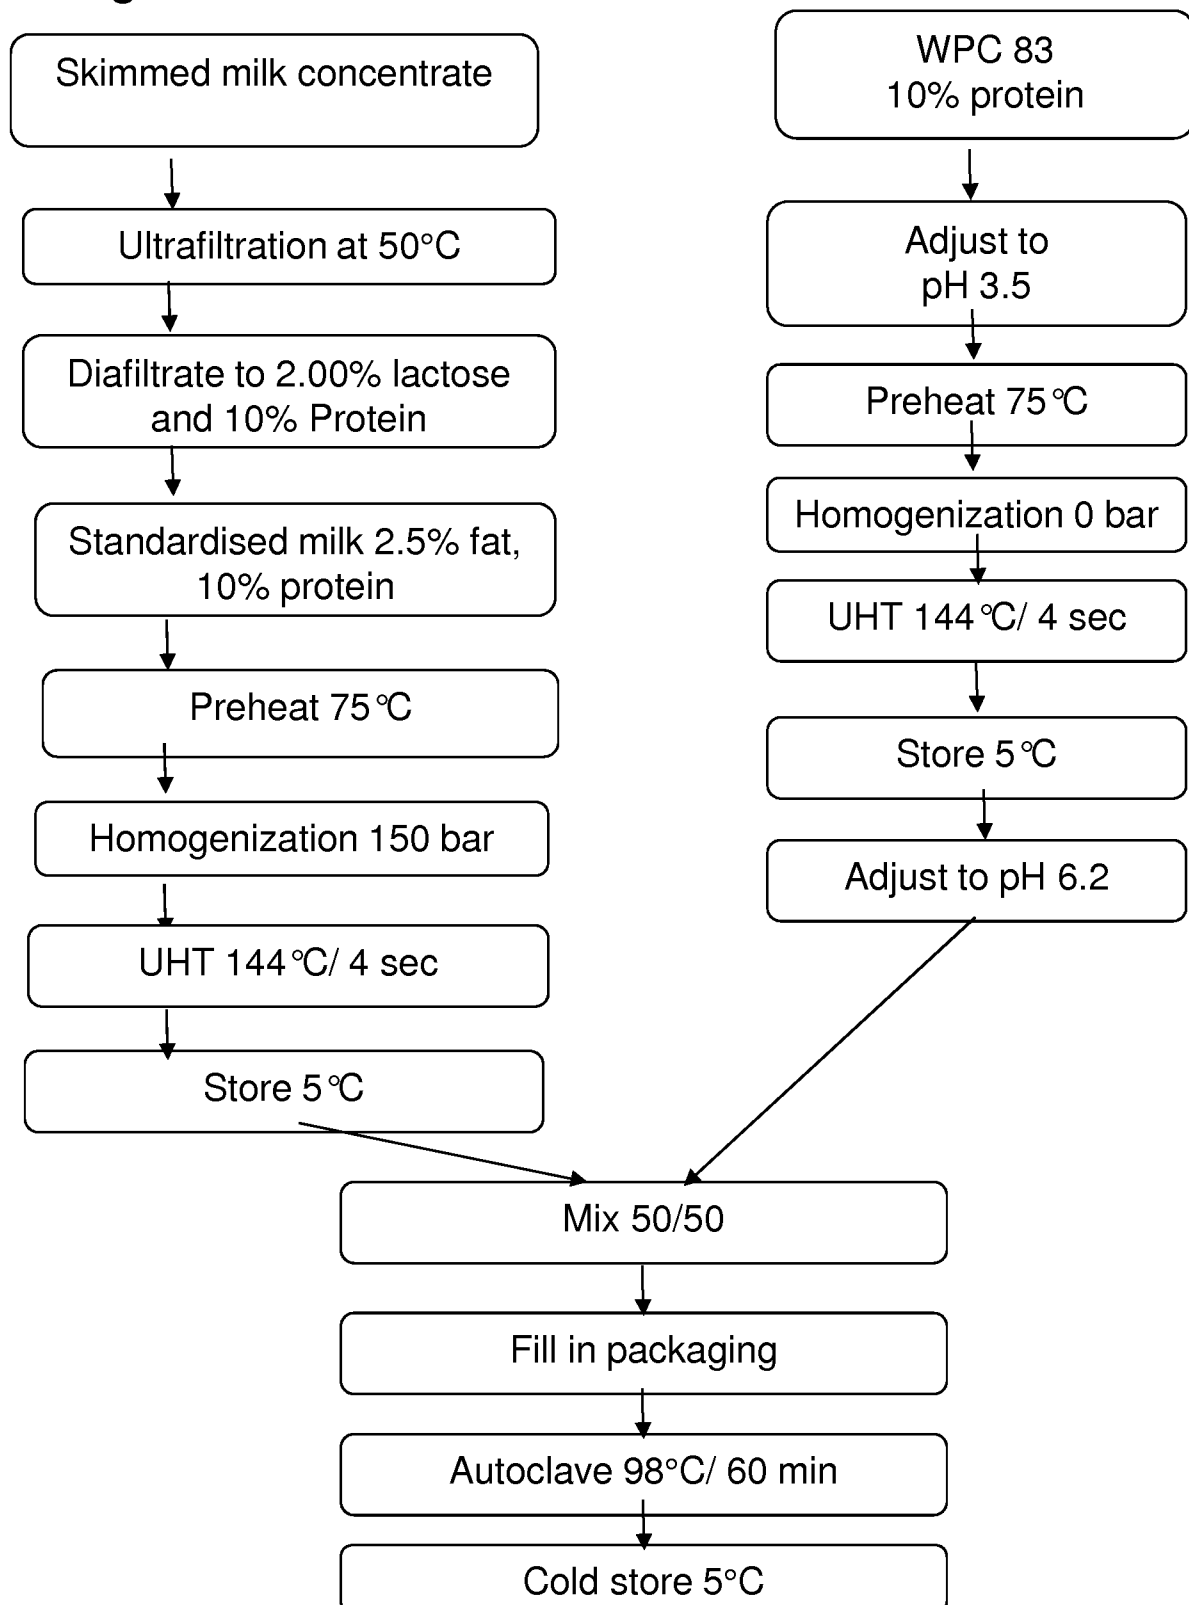 Skimmed milk concentrate
Ultrafiltration at 50°C
Diafiltrate to 2.00% lactose
and 10% Protein
Standardised milk 2.5% fat,
10% protein
Preheat 75°C
Homogenization 150 bar
UHT 144°C/ 4 sec
Store 5°C
WPC 83
10% protein
Adjust to
pH 3.5
Preheat 75°C
Homogenization 0 bar
UHT 144°C/ 4 sec
Store 5°C
Adjust to pH 6.2
Mix 50/50
Fill in packaging
Autoclave 98°C/ 60 min
Cold store 5°C